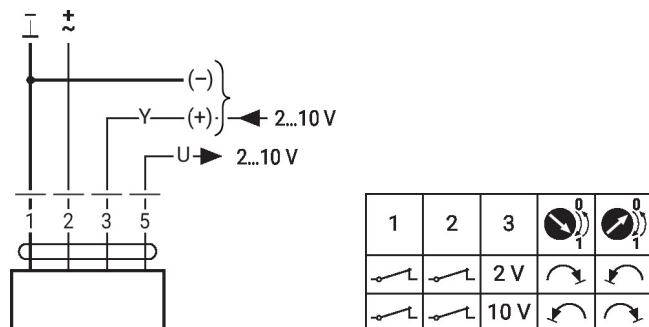 ⊥ ~
− +
(−)
Y (+) 2...10 V
U 2...10 V
1 2 3 5
1 2 3 0 1 0 1
2 V
10 V